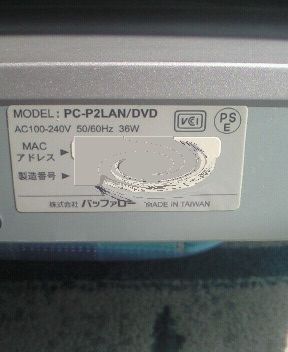 MODEL: PC-P2LAN/DVD
AC100-240V 50/60Hz 36W
VCI
PS
E
MAC
アドレス
製造番号
株式会社 バッファロー MADE IN TAIWAN